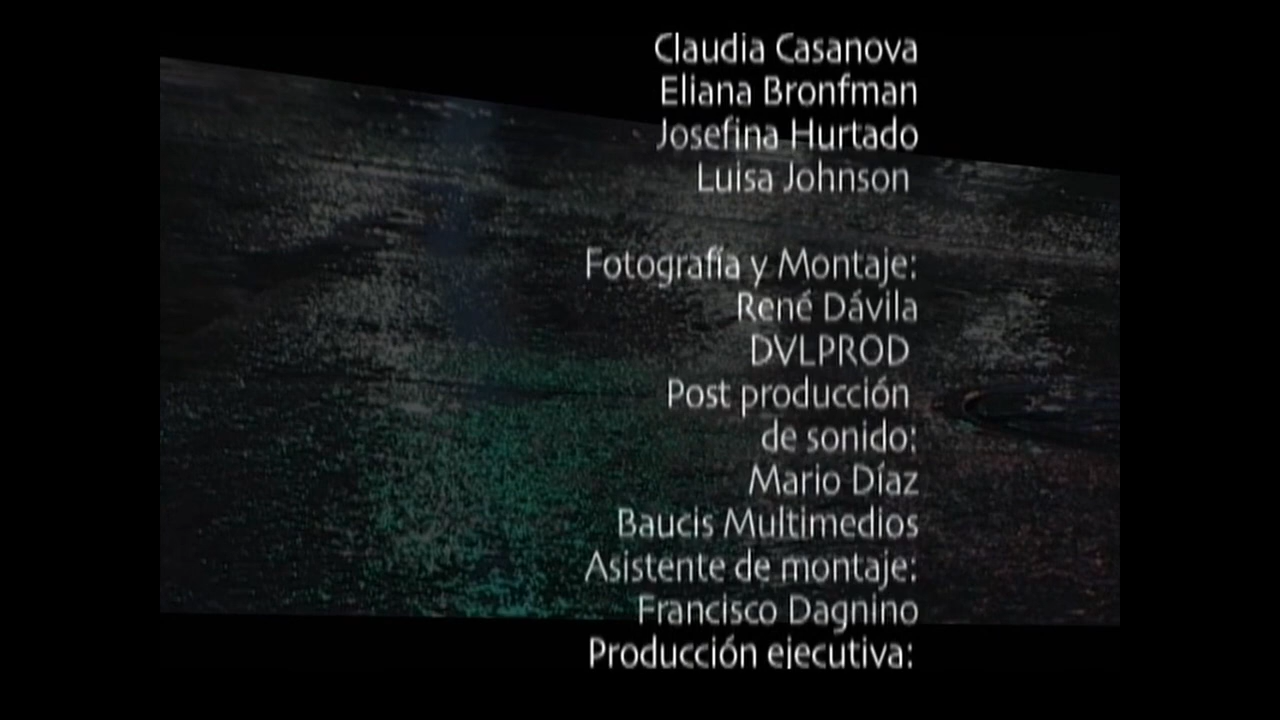 Claudia Casanova
Eliana Bronfman
Josefina Hurtado
Luisa Johnson
Fotografía y Montaje:
René Dávila
DVLPROD
Post producción
de sonido:
Mario Díaz
Baucis Multimedios
Asistente de montaje:
Francisco Dagnino
Producción ejecutiva: